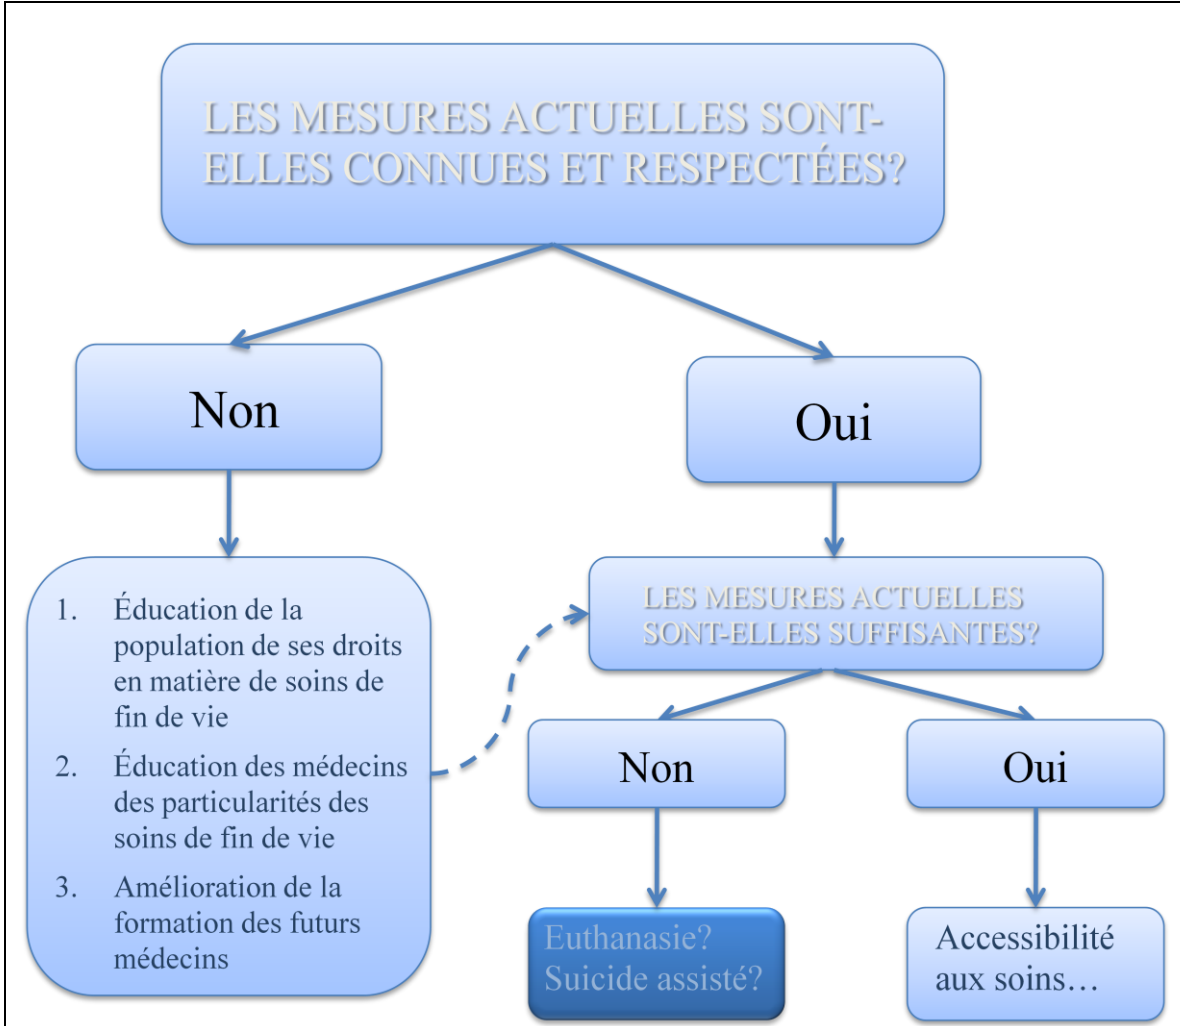 LES MESURES ACTUELLES SONT-
ELLES CONNUES ET RESPECTÉES?
Non
Oui
1. Éducation de la
population de ses droits
en matière de soins de
fin de vie
2. Éducation des médecins
des particularités des
soins de fin de vie
3. Amélioration de la
formation des futurs
médecins
LES MESURES ACTUELLES
SONT-ELLES SUFFISANTES?
Non
Oui
Euthanasie?
Suicide assisté?
Accessibilité
aux soins…